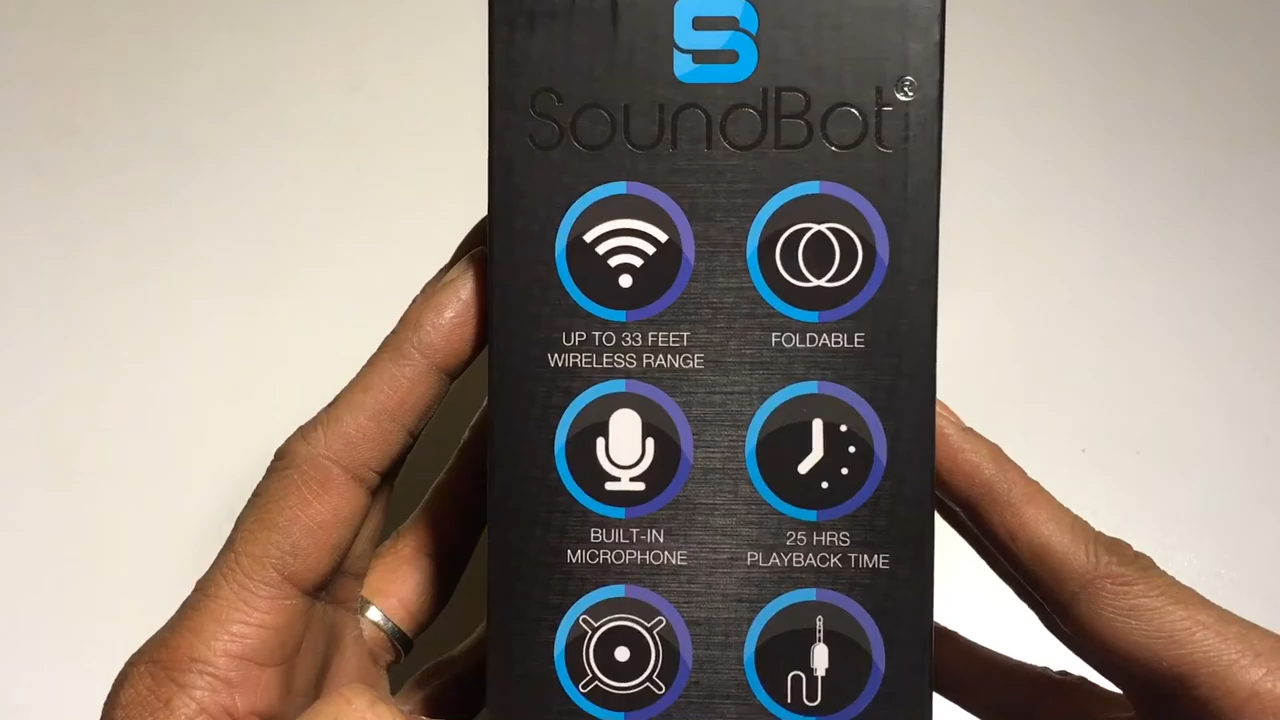 SoundBot®
UP TO 33 FEET
WIRELESS RANGE
FOLDABLE
BUILT-IN
MICROPHONE
25 HRS
PLAYBACK TIME